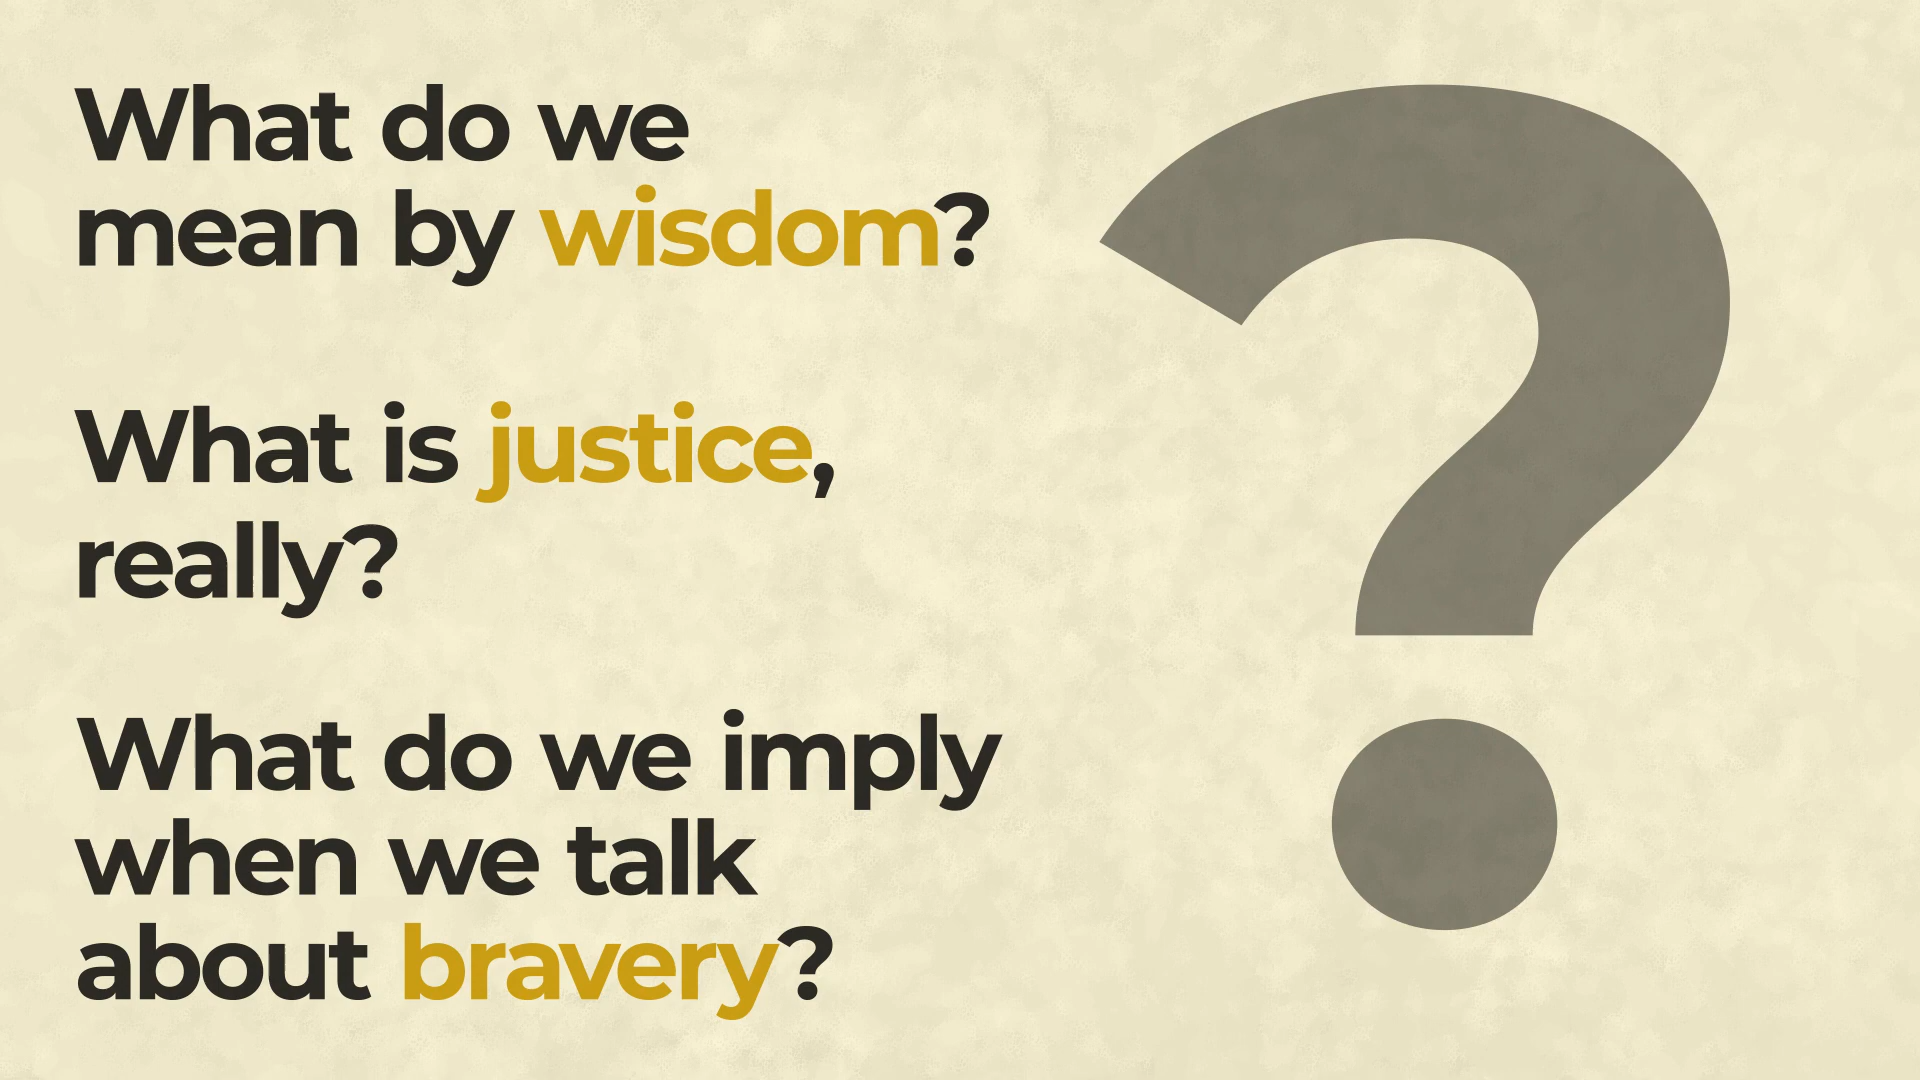 What do we
mean by wisdom?
What is justice,
really?
What do we imply
when we talk
about bravery?
?